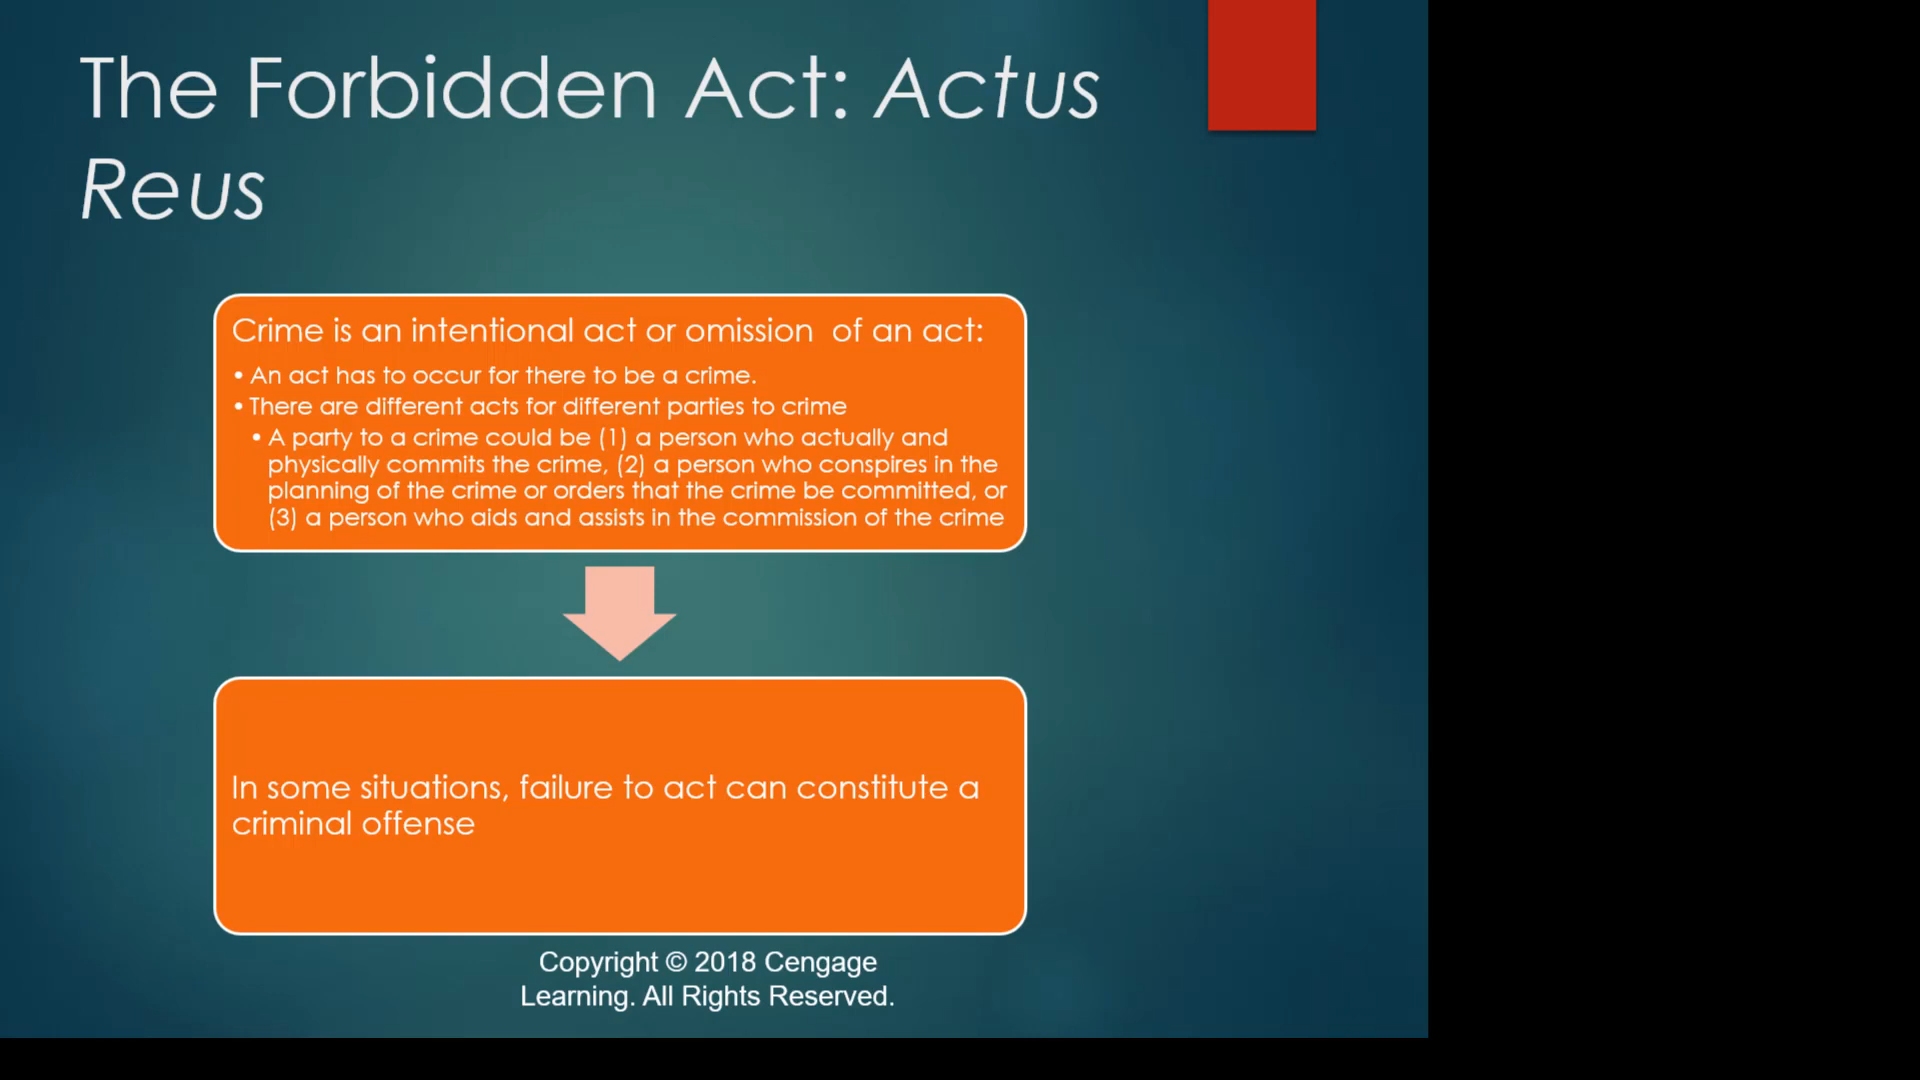 The Forbidden Act: Actus
Reus
Crime is an intentional act or omission  of an act:
• An act has to occur for there to be a crime.
• There are different acts for different parties to crime
• A party to a crime could be (1) a person who actually and
physically commits the crime, (2) a person who conspires in the
planning of the crime or orders that the crime be committed, or
(3) a person who aids and assists in the commission of the crime
In some situations, failure to act can constitute a
criminal offense
Copyright © 2018 Cengage
Learning. All Rights Reserved.